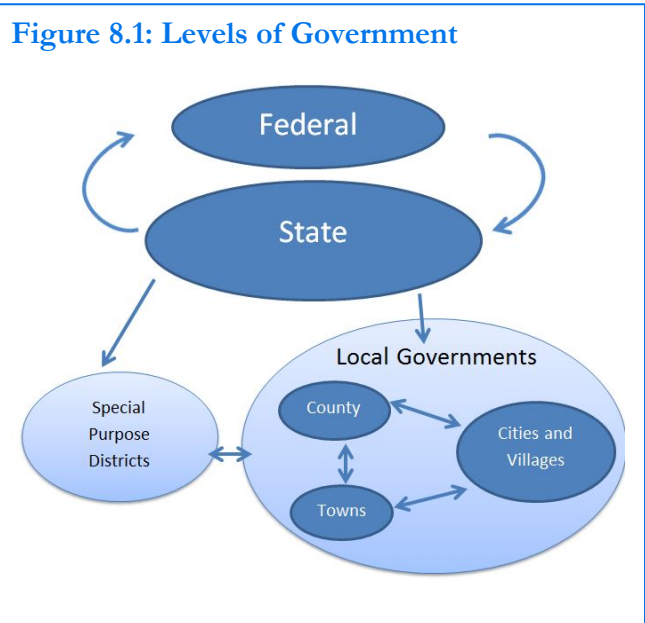 Figure 8.1: Levels of Government
Federal
State
Local Governments
County
Cities and
Villages
Towns
Special
Purpose
Districts